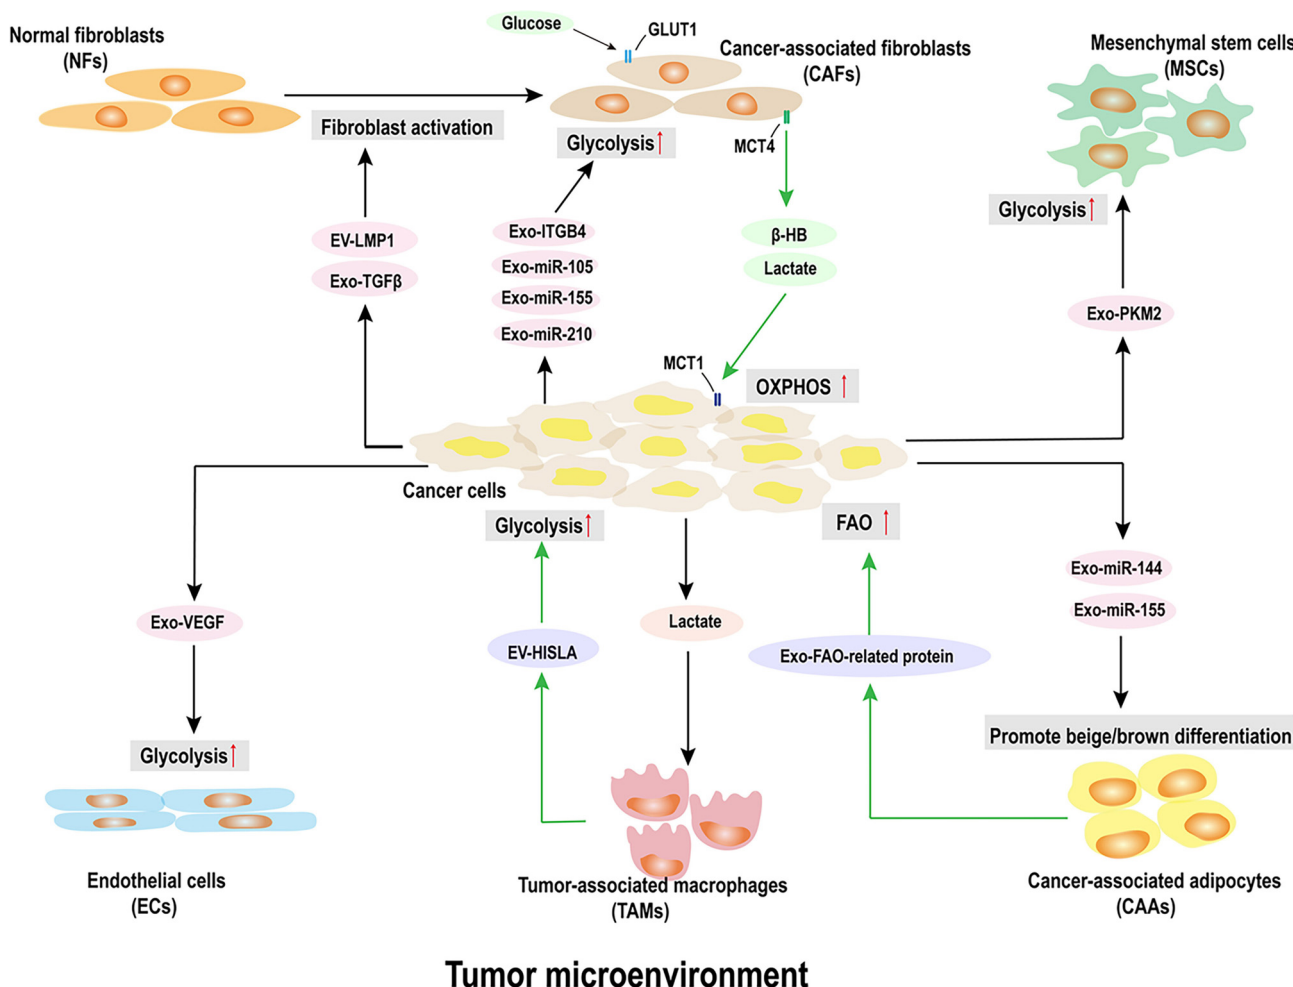 Normal fibroblasts
(NFs)
Glucose
GLUT1
Cancer-associated fibroblasts
(CAFs)
Mesenchymal stem cells
(MSCs)
Fibroblast activation
Glycolysis↑
MCT4
Glycolysis↑
EV-LMP1
Exo-TGFβ
Exo-ITGB4
Exo-miR-105
Exo-miR-155
Exo-miR-210
β-HB
Lactate
Exo-PKM2
MCT1
OXPHOS ↑
Cancer cells
Glycolysis↑
FAO ↑
Exo-miR-144
Exo-miR-155
Exo-VEGF
EV-HISLA
Lactate
Exo-FAO-related protein
Glycolysis↑
Promote beige/brown differentiation
Endothelial cells
(ECs)
Tumor-associated macrophages
(TAMs)
Cancer-associated adipocytes
(CAAs)
Tumor microenvironment